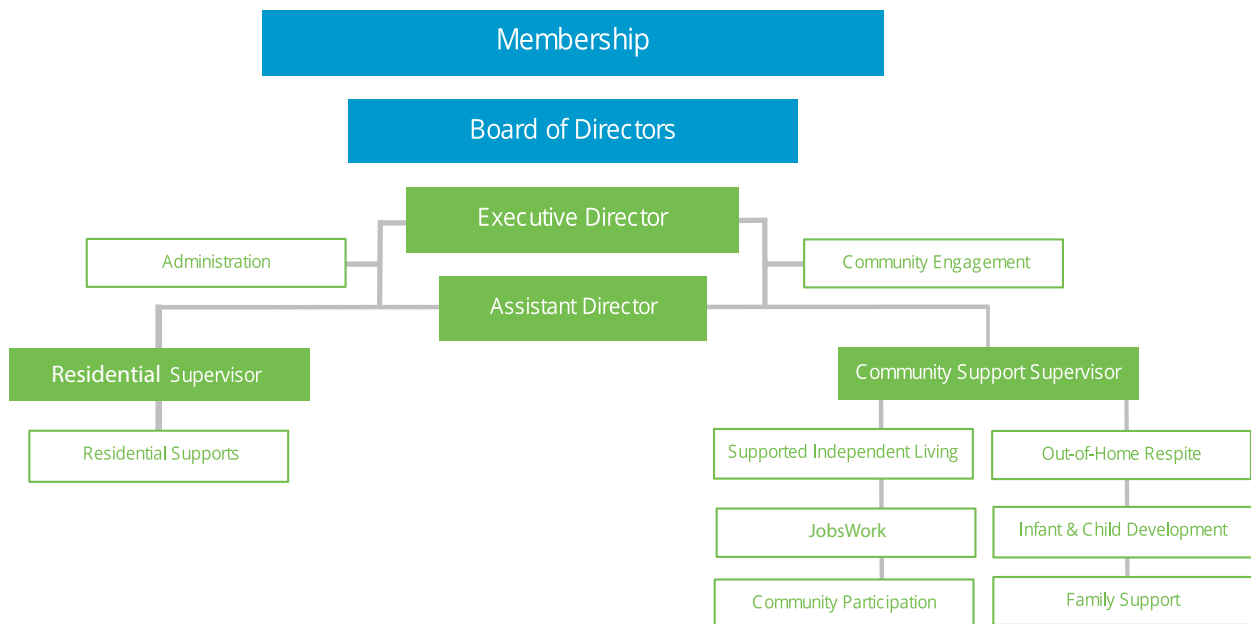 Membership
Board of Directors
Executive Director
Administration
Community Engagement
Assistant Director
Residential Supervisor
Community Support Supervisor
Residential Supports
Supported Independent Living
Out-of-Home Respite
JobsWork
Infant & Child Development
Community Participation
Family Support